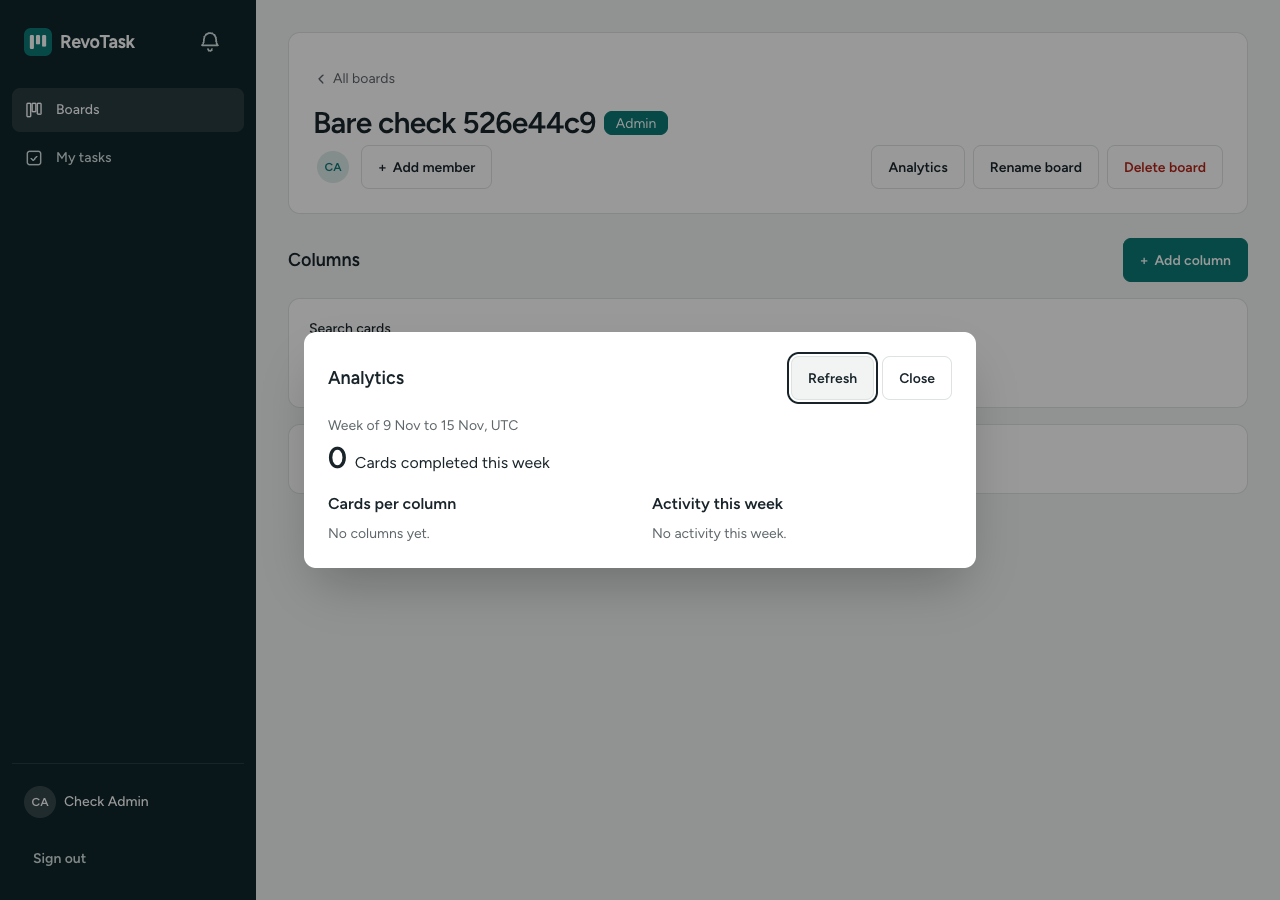 RevoTask
Boards
My tasks
All boards
Bare check 526e44c9 Admin
CA + Add member Analytics Rename board Delete board
Columns + Add column
Search cards
Analytics Refresh Close
Week of 9 Nov to 15 Nov, UTC
0 Cards completed this week
Cards per column
No columns yet.
Activity this week
No activity this week.
CA Check Admin
Sign out